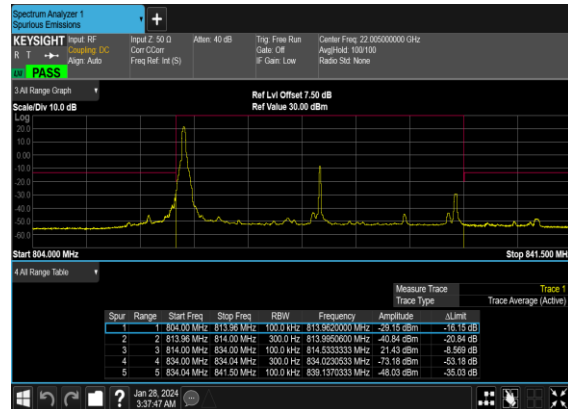 Spectrum Analyzer 1
Spurious Emissions
KEYSIGHT Input: RF Input Z: 50 Ω Atten: 40 dB Trig: Free Run Center Freq: 22.005000000 GHz
R T Coupling: DC Corr CCorr Gate: Off Avg|Hold: 100/100
Align: Auto Freq Ref: Int (S) IF Gain: Low Radio Std: None
PASS
3 All Range Graph
Ref Lvl Offset 7.50 dB
Scale/Div 10.0 dB Ref Value 30.00 dBm
Log
20.0
10.0
0.00
-10.0
-20.0
-30.0
-40.0
-50.0
-60.0
Start 804.000 MHz Stop 841.500 MH
4 All Range Table
Measure Trace Trace 1
Trace Type Trace Average (Active)
Spur Range Start Freq Stop Freq RBW Frequency Amplitude ΔLimit
1 1 804.00 MHz 813.96 MHz 100.0 kHz 813.9620000 MHz -29.15 dBm -16.15 dB
2 2 813.96 MHz 814.00 MHz 300.0 Hz 813.9950600 MHz -40.84 dBm -20.84 dB
3 3 814.00 MHz 834.00 MHz 100.0 kHz 814.5333333 MHz 21.43 dBm -8.569 dB
4 4 834.00 MHz 834.04 MHz 300.0 Hz 834.0230533 MHz -73.18 dBm -53.18 dB
5 5 834.04 MHz 841.50 MHz 100.0 kHz 839.1370333 MHz -48.03 dBm -35.03 dB
Jan 28, 2024
3:37:47 AM